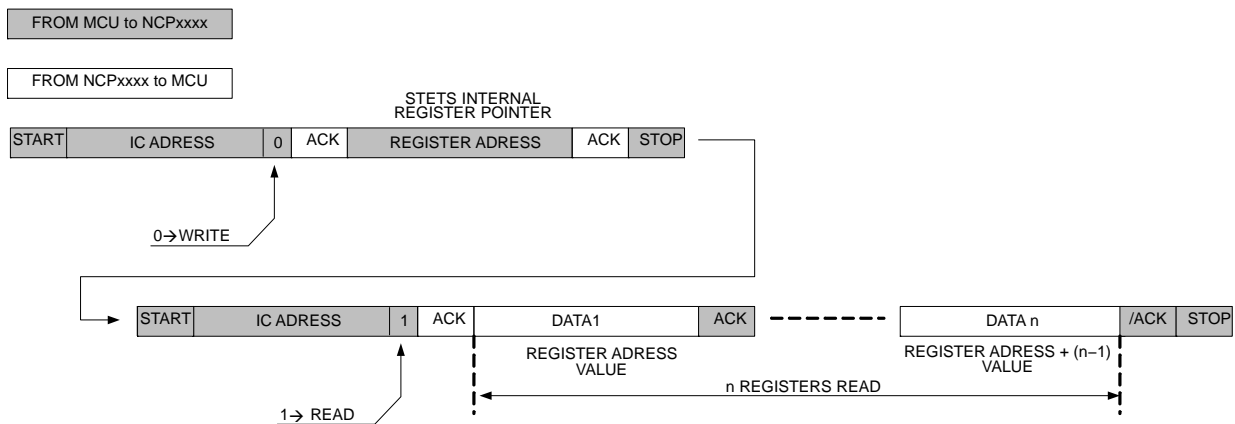 FROM MCU to NCPxxxx
FROM NCPxxxx to MCU
STETS INTERNAL
REGISTER POINTER
START IC ADRESS 0 ACK REGISTER ADRESS ACK STOP
0→WRITE
START IC ADRESS 1 ACK DATA1 ACK DATA n /ACK STOP
REGISTER ADRESS
VALUE
REGISTER ADRESS + (n−1)
VALUE
n REGISTERS READ
1→ READ